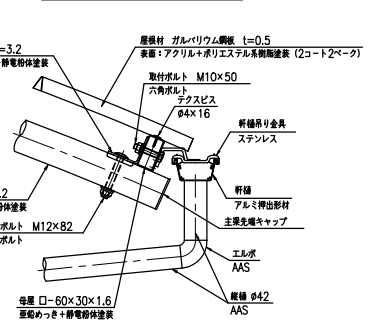 屋根材 ガルバリウム鋼板 t=0.5
表面：アクリル+ポリエステル系樹脂塗装（2コート2ベーク）
=3.2
静電粉体塗装
取付ボルト M10×50
六角ボルト
テクスビス
φ4×16
軒樋吊り金具
ステンレス
.2
粉体塗装
軒樋
アルミ押出形材
ボルト M12×82
ボルト
主梁先端キャップ
エルボ
AAS
母屋 ロ-60×30×1.6
亜鉛めっき+静電粉体塗装
縦樋 φ42
AAS